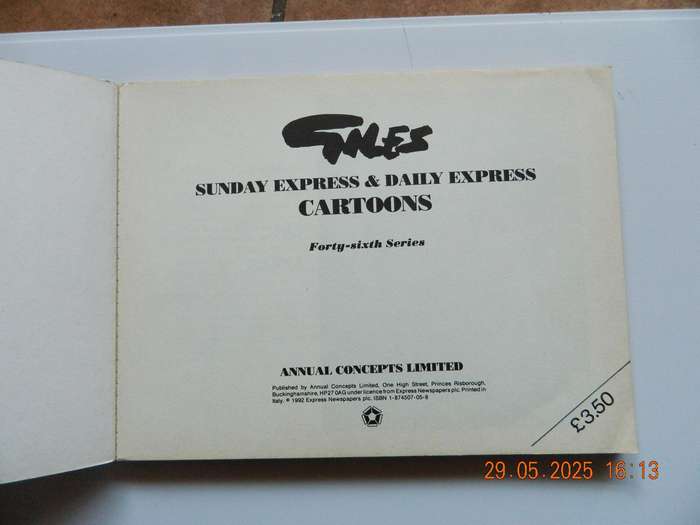 GILES
SUNDAY EXPRESS & DAILY EXPRESS
CARTOONS
Forty-sixth Series
ANNUAL CONCEPTS LIMITED
Published by Annual Concepts Limited, One High Street, Princes Risborough,
Buckinghamshire, HP27 0AG under licence from Express Newspapers plc. Printed in
Italy. © 1992 Express Newspapers plc. ISBN 1-874507-05-8
£3.50
29.05.2025 16:13